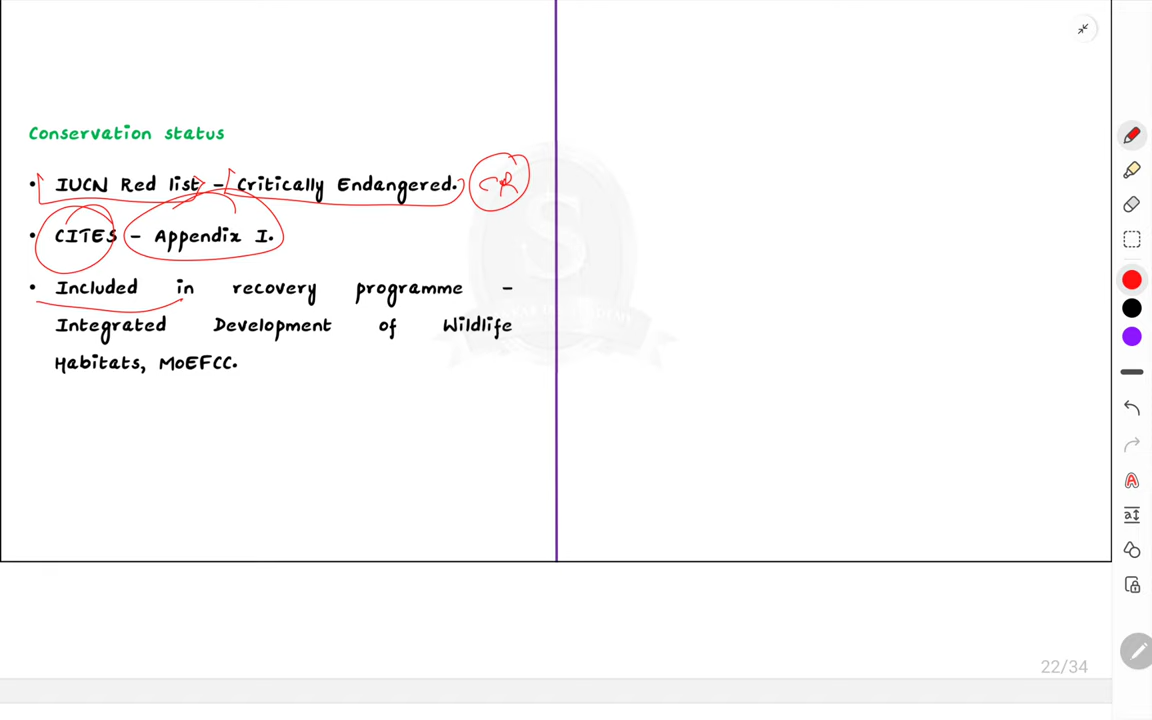 Conservation status
• IUCN Red list - Critically Endangered. CR
• CITES - Appendix I.
• Included in recovery programme -
Integrated Development of Wildlife
Habitats, MoEFCC.
22/34